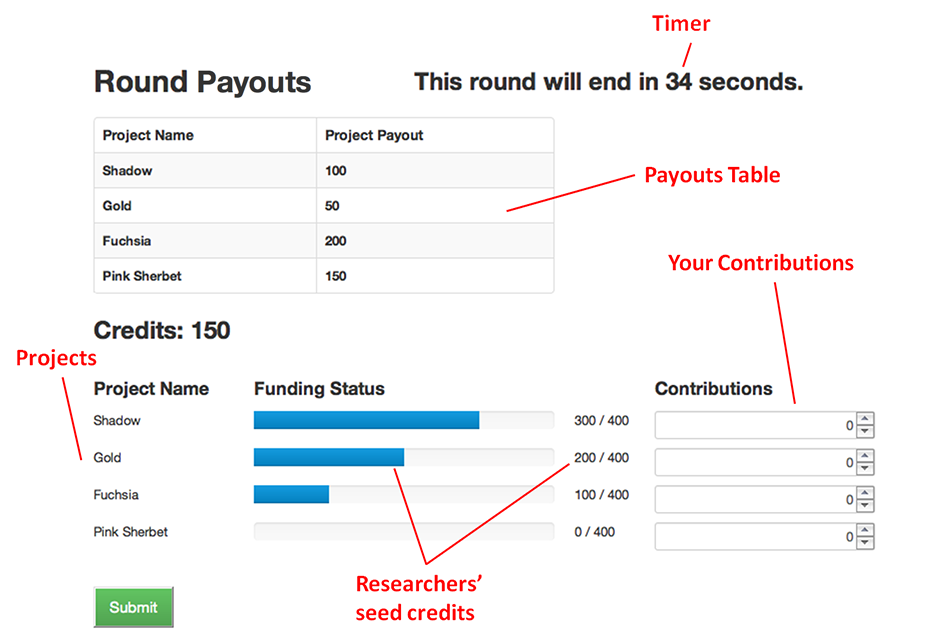 Timer
Round Payouts
This round will end in 34 seconds.
Project Name Project Payout
Shadow 100
Payouts Table
Gold 50
Fuchsia 200
Your Contributions
Pink Sherbet 150
Credits: 150
Projects
Project Name Funding Status Contributions
Shadow 300 / 400 0
Gold 200 / 400 0
Fuchsia 100 / 400 0
Pink Sherbet 0 / 400 0
Researchers’
seed credits
Submit